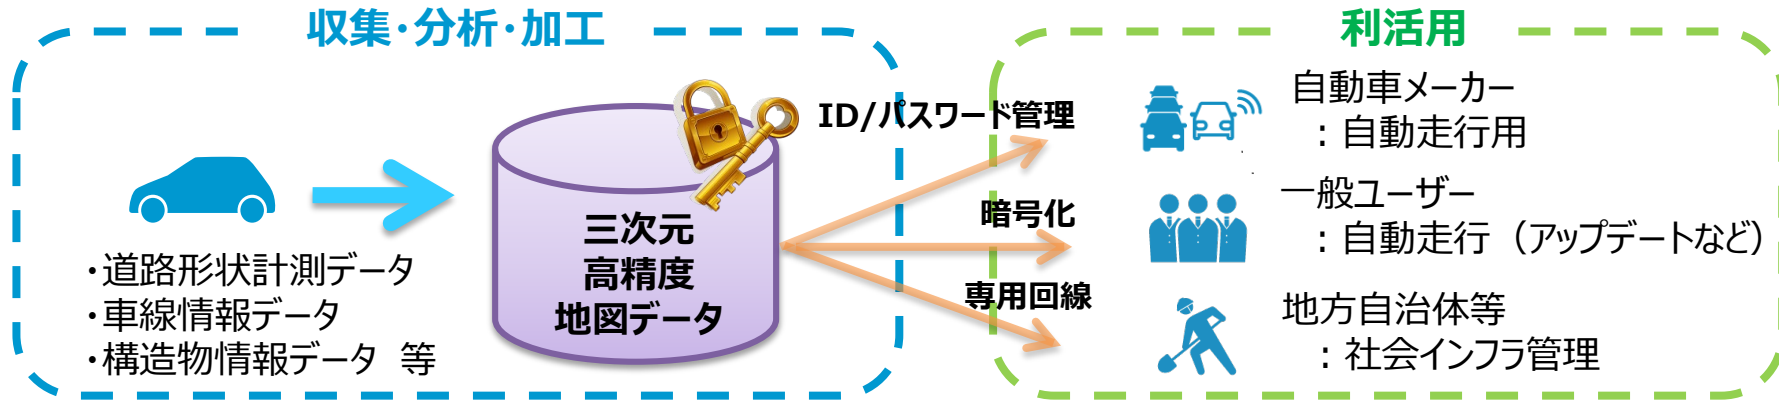 収集・分析・加工
・道路形状計測データ
・車線情報データ
・構造物情報データ 等
三次元
高精度
地図データ
ID/パスワード管理
暗号化
専用回線
利活用
自動車メーカー
：自動走行用
一般ユーザー
：自動走行（アップデートなど）
地方自治体等
：社会インフラ管理